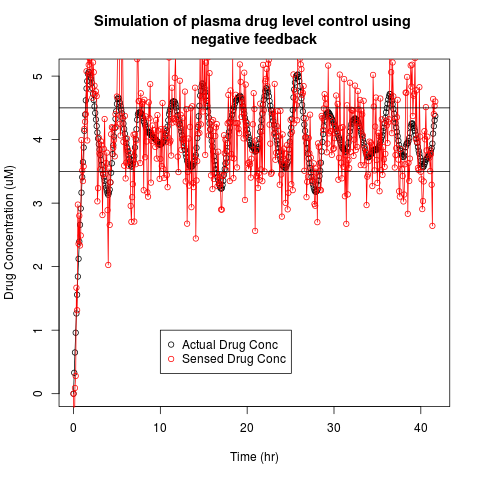 Simulation of plasma drug level control using
negative feedback
Drug Concentration (uM)
5
4
3
2
1
0
Actual Drug Conc
Sensed Drug Conc
0
10
20
30
40
Time (hr)